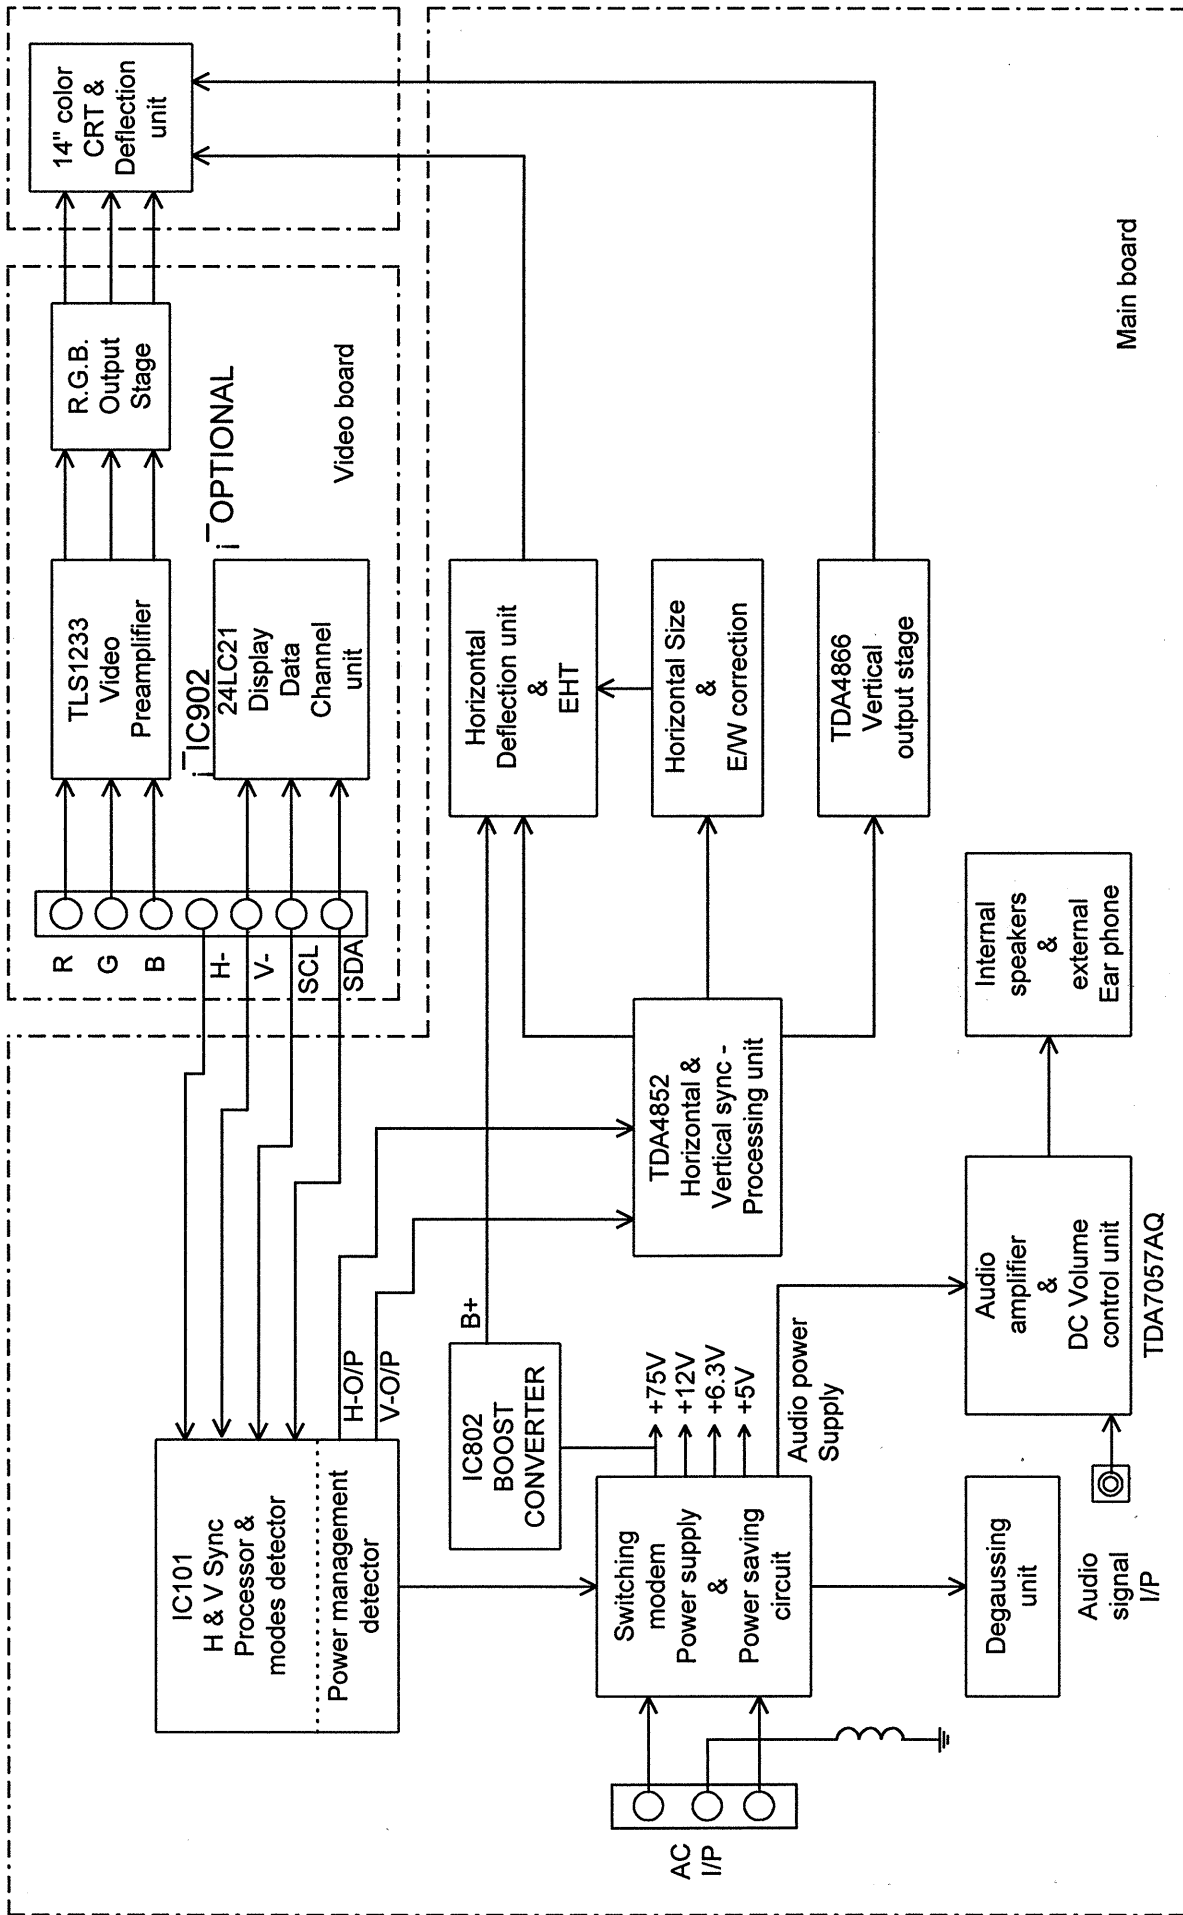 14" color
CRT &
Deflection
unit
R.G.B.
Output
Stage
TLS1233
Video
Preamplifier
¡¯OPTIONAL
¡¯IC902
24LC21
Display
Data
Channel
unit
Video board
R
G
B
H-
V-
SCL
SDA
IC101
H & V Sync
Processor &
modes detector
Power management
detector
H-O/P
V-O/P
B+
IC802
BOOST
CONVERTER
Horizontal
Deflection unit
&
EHT
Horizontal Size
&
E/W correction
TDA4866
Vertical
output stage
TDA4852
Horizontal &
Vertical sync -
Processing unit
Switching
modem
Power supply
&
Power saving
circuit
+75V
+12V
+6.3V
+5V
Audio power
Supply
AC
I/P
Degaussing
unit
Audio
signal
I/P
Audio
amplifier
&
DC Volume
control unit
TDA7057AQ
Internal
speakers
&
external
Ear phone
Main board